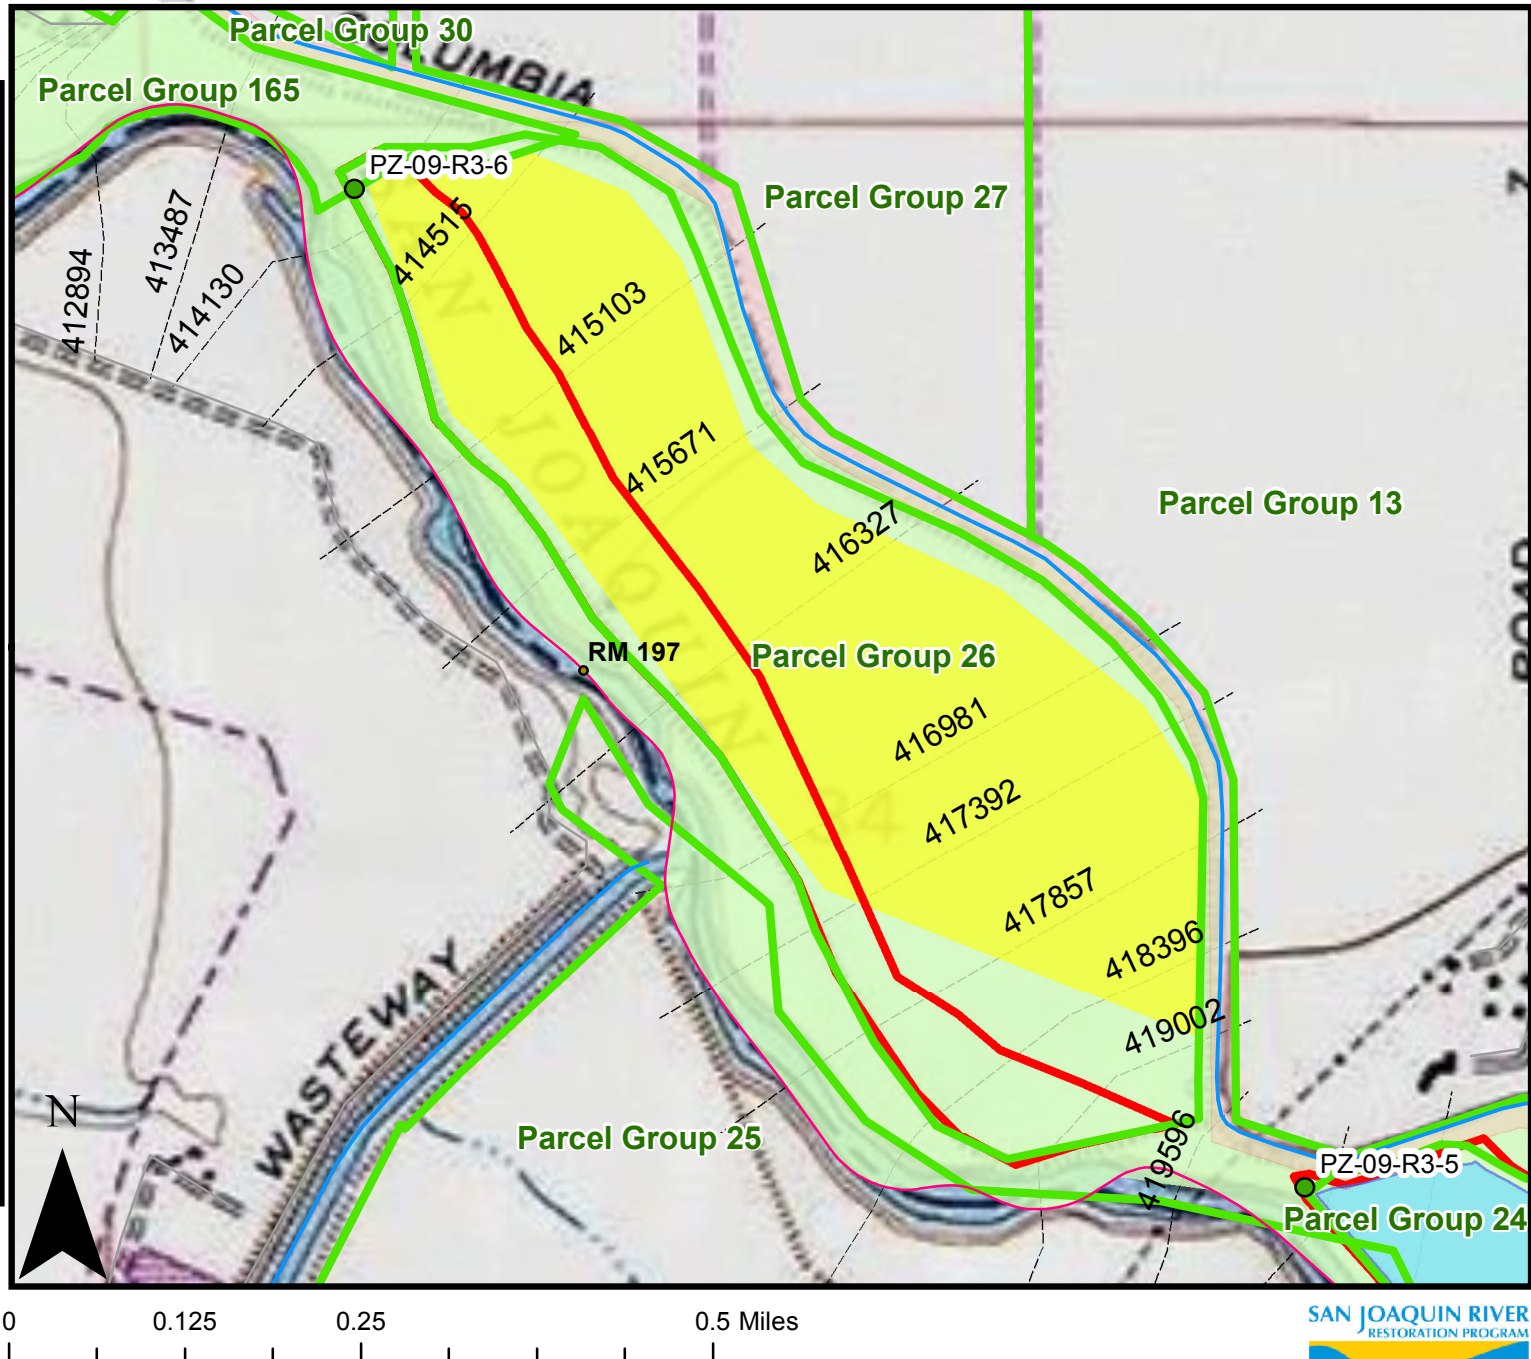 Parcel Group 30
COLUMBIA
Parcel Group 165
PZ-09-R3-6
Parcel Group 27
Z
413487
414515
412894
414130
415103
SAN
JOAQUIN
415671
Parcel Group 13
416327
ROAD
RM 197
Parcel Group 26
416981
417392
34
417857
418396
WASTEWAY
419002
N
Parcel Group 25
419596
PZ-09-R3-5
Parcel Group 24
0 0.125 0.25 0.5 Miles
SAN JOAQUIN RIVER
RESTORATION PROGRAM